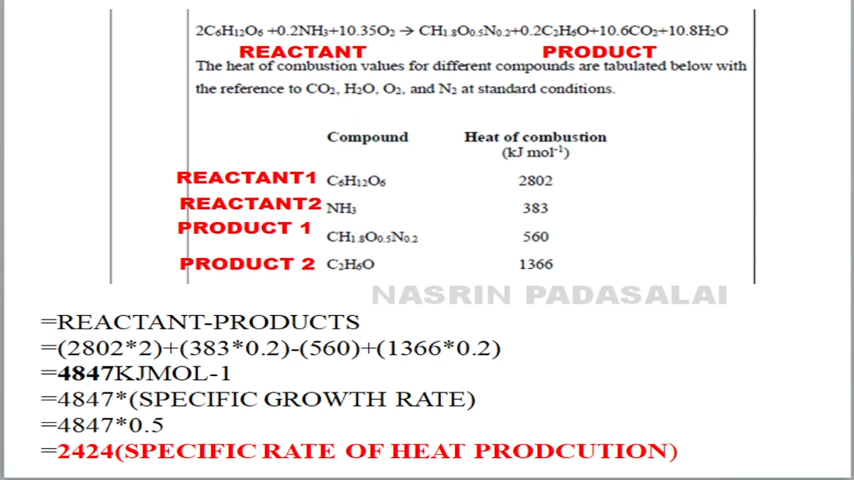 2C₆H₁₂O₆ +0.2NH₃+10.35O₂ → CH₁.₈O₀.₅N₀.₂+0.2C₂H₆O+10.6CO₂+10.8H₂O
REACTANT PRODUCT
The heat of combustion values for different compounds are tabulated below with
the reference to CO₂, H₂O, O₂, and N₂ at standard conditions.
Compound Heat of combustion
(kJ mol⁻¹)
REACTANT1 C₆H₁₂O₆ 2802
REACTANT2 NH₃ 383
PRODUCT 1 CH₁.₈O₀.₅N₀.₂ 560
PRODUCT 2 C₂H₆O 1366
NASRIN PADASALAI
=REACTANT-PRODUCTS
=(2802*2)+(383*0.2)-(560)+(1366*0.2)
=4847KJMOL-1
=4847*(SPECIFIC GROWTH RATE)
=4847*0.5
=2424(SPECIFIC RATE OF HEAT PRODCUTION)